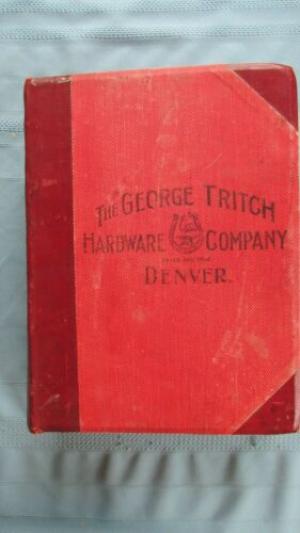 THE GEORGE TRITCH
HARDWARE COMPANY
DENVER.